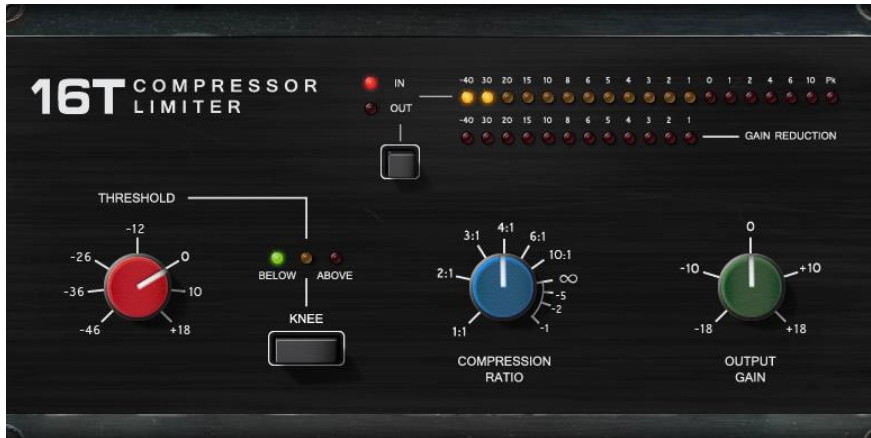 16T COMPRESSOR
LIMITER
IN
OUT
-40 30 20 15 10 8 6 5 4 3 2 1 0 1 2 4 6 10 Pk
-40 30 20 15 10 8 6 5 4 3 2 1
GAIN REDUCTION
THRESHOLD
-12
-26 0
-36 10
-46 +18
BELOW ABOVE
KNEE
4:1
3:1 6:1
10:1
2:1 ∞
-5
-2
1:1 -1
COMPRESSION
RATIO
0
-10 +10
-18 +18
OUTPUT
GAIN